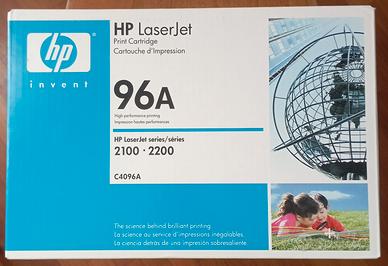 HP LaserJet
Print Cartridge
Cartouche d'Impression
hp
invent
96A
High performance printing
Impression hautes performances
HP LaserJet series/séries
2100 · 2200
C4096A
The science behind brilliant printing.
La science au service d'impressions inégalables.
La ciencia detrás de una impresión sobresaliente.